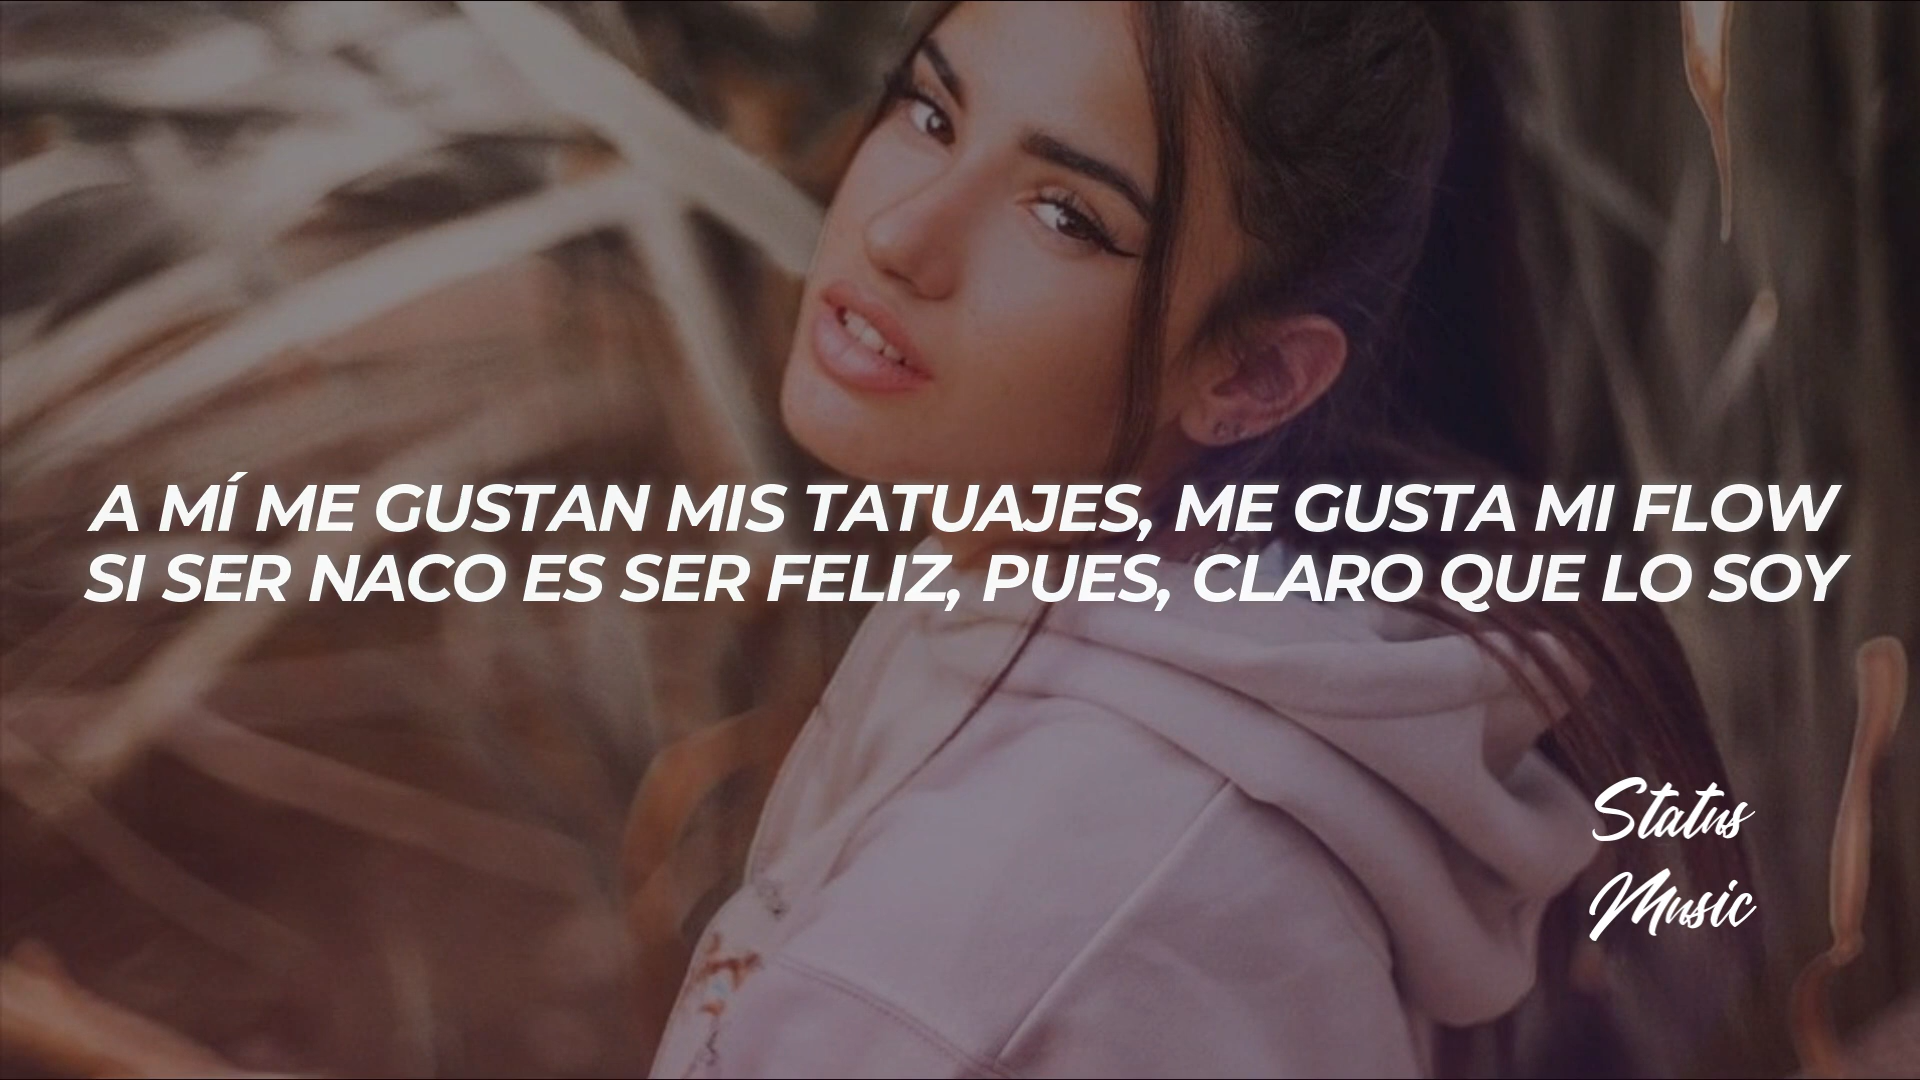 A MÍ ME GUSTAN MIS TATUAJES, ME GUSTA MI FLOW
SI SER NACO ES SER FELIZ, PUES, CLARO QUE LO SOY
Status
Music